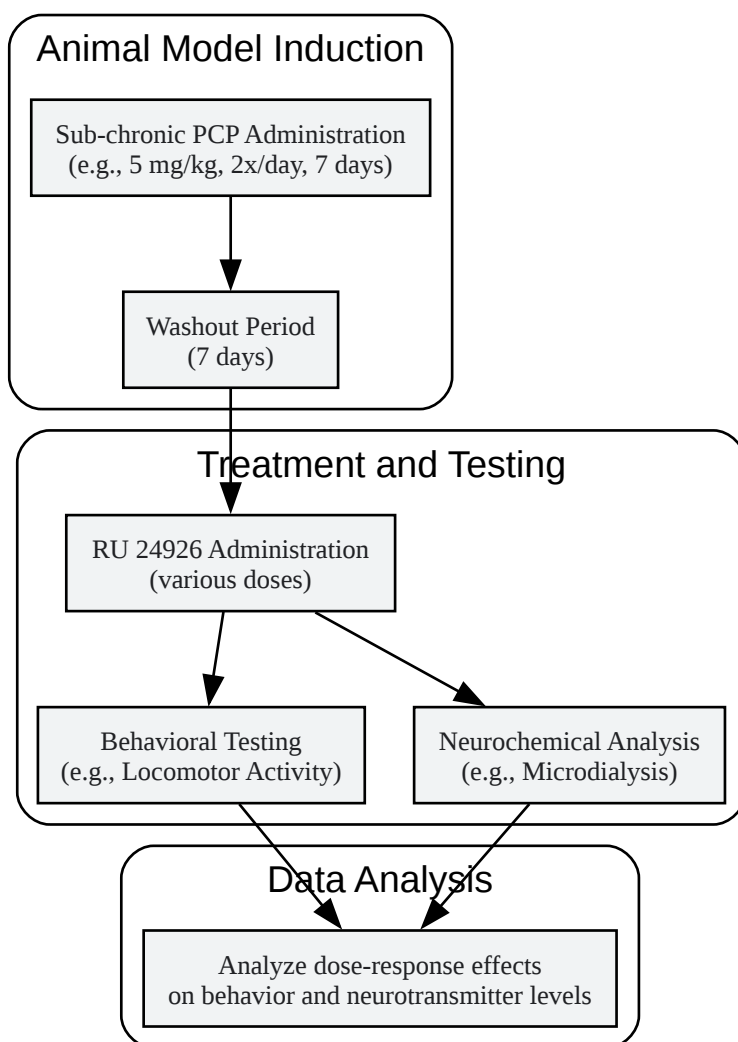 Animal Model Induction
Sub-chronic PCP Administration
(e.g., 5 mg/kg, 2x/day, 7 days)
Washout Period
(7 days)
Treatment and Testing
RU 24926 Administration
(various doses)
Behavioral Testing
(e.g., Locomotor Activity)
Neurochemical Analysis
(e.g., Microdialysis)
Data Analysis
Analyze dose-response effects
on behavior and neurotransmitter levels